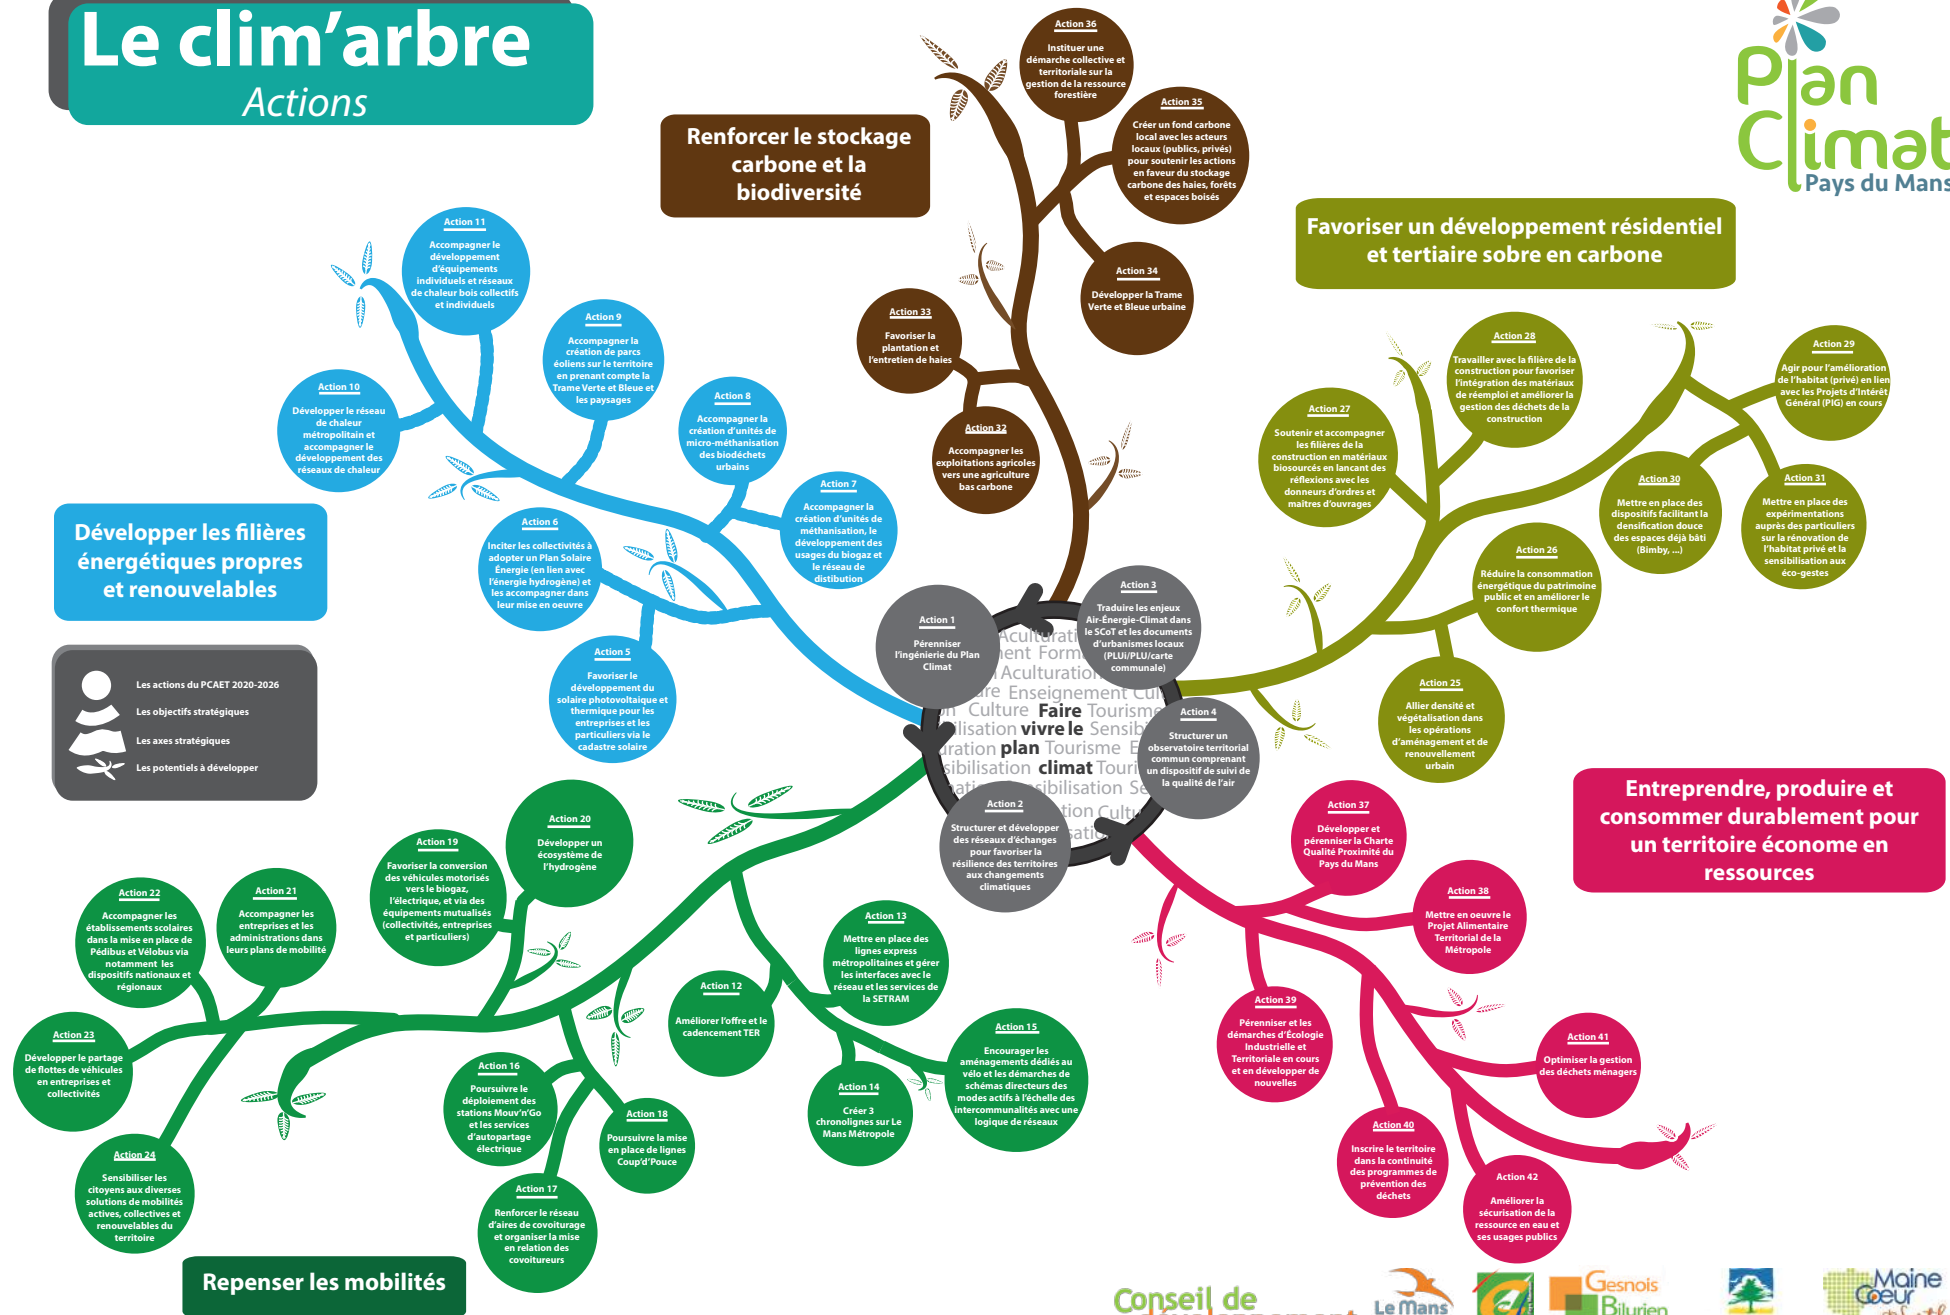 Le clim'arbre
Actions
Plan
Climat
Pays du Mans
Renforcer le stockage
carbone et la
biodiversité
Action 36
Instituer une
démarche collective et
territoriale sur la
gestion de la ressource
forestière
Action 35
Créer un fond carbone
local avec les acteurs
locaux (publics, privés)
pour soutenir les actions
en faveur du stockage
carbone des haies, forêts
et espaces boisés
Action 34
Développer la Trame
Verte et Bleue urbaine
Action 33
Favoriser la
plantation et
l'entretien de haies
Action 32
Accompagner les
exploitations agricoles
vers une agriculture
bas carbone
Favoriser un développement résidentiel
et tertiaire sobre en carbone
Action 28
Travailler avec la filière de la
construction pour favoriser
l'intégration des matériaux
de réemploi et améliorer la
gestion des déchets de la
construction
Action 29
Agir pour l'amélioration
de l'habitat (privé) en lien
avec les Projets d'Intérêt
Général (PIG) en cours
Action 27
Soutenir et accompagner
les filières de la
construction en matériaux
biosourcés en lancant des
réflexions avec les
donneurs d'ordres et
maîtres d'ouvrages
Action 30
Mettre en place des
dispositifs facilitant la
densification douce
des espaces déjà bâti
(Bimby, ...)
Action 31
Mettre en place des
expérimentations
auprès des particuliers
sur la rénovation de
l'habitat privé et la
sensibilisation aux
éco-gestes
Action 26
Réduire la consommation
énergétique du patrimoine
public et en améliorer le
confort thermique
Action 25
Allier densité et
végétalisation dans
les opérations
d'aménagement et de
renouvellement
urbain
Action 11
Accompagner le
développement
d'équipements
individuels et réseaux
de chaleur bois collectifs
et individuels
Action 9
Accompagner la
création de parcs
éoliens sur le territoire
en prenant compte la
Trame Verte et Bleue et
les paysages
Action 10
Développer le réseau
de chaleur
métropolitain et
accompagner le
développement des
réseaux de chaleur
Action 8
Accompagner la
création d'unités de
micro-méthanisation
des biodéchets
urbains
Action 7
Accompagner la
création d'unités de
méthanisation, le
développement des
usages du biogaz et
le réseau de
distibution
Action 6
Inciter les collectivités à
adopter un Plan Solaire
Énergie (en lien avec
l'énergie hydrogène) et
les accompagner dans
leur mise en oeuvre
Action 5
Favoriser le
développement du
solaire photovoltaique et
thermique pour les
entreprises et les
particuliers via le
cadastre solaire
Développer les filières
énergétiques propres
et renouvelables
Les actions du PCAET 2020-2026
Les objectifs stratégiques
Les axes stratégiques
Les potentiels à développer
Action 1
Pérenniser
l'ingénierie du Plan
Climat
Action 3
Traduire les enjeux
Air-Énergie-Climat dans
le SCoT et les documents
d'urbanismes locaux
(PLUi/PLU/carte
communale)
Action 4
Structurer un
observatoire territorial
commun comprenant
un dispositif de suivi de
la qualité de l'air
Action 2
Structurer et développer
des réseaux d'échanges
pour favoriser la
résilience des territoires
aux changements
climatiques
Aculturati
ent Form
Aculturation
re Enseignement Cul
on Culture Faire Tourisme
ilisation vivre le Sensibi
uration plan Tourisme E
sibilisation climat Touri
sibilisation Se
tion Cultu
Action 20
Développer un
écosystème de
l'hydrogène
Action 19
Favoriser la conversion
des véhicules motorisés
vers le biogaz,
l'électrique, et via des
équipements mutualisés
(collectivités, entreprises
et particuliers)
Action 22
Accompagner les
établissements scolaires
dans la mise en place de
Pédibus et Vélobus via
notamment les
dispositifs nationaux et
régionaux
Action 21
Accompagner les
entreprises et les
administrations dans
leurs plans de mobilité
Action 23
Développer le partage
de flottes de véhicules
en entreprises et
collectivités
Action 24
Sensibiliser les
citoyens aux diverses
solutions de mobilités
actives, collectives et
renouvelables du
territoire
Action 16
Poursuivre le
déploiement des
stations Mouv'n'Go
et les services
d'autopartage
électrique
Action 17
Renforcer le réseau
d'aires de covoiturage
et organiser la mise
en relation des
covoitureurs
Action 18
Poursuivre la mise
en place de lignes
Coup'd'Pouce
Action 12
Améliorer l'offre et le
cadencement TER
Action 13
Mettre en place des
lignes express
métropolitaines et gérer
les interfaces avec le
réseau et les services de
la SETRAM
Action 14
Créer 3
chronolignes sur Le
Mans Métropole
Action 15
Encourager les
aménagements dédiés au
vélo et les démarches de
schémas directeurs des
modes actifs à l'échelle des
intercommunalités avec une
logique de réseaux
Repenser les mobilités
Entreprendre, produire et
consommer durablement pour
un territoire économe en
ressources
Action 37
Développer et
pérenniser la Charte
Qualité Proximité du
Pays du Mans
Action 38
Mettre en oeuvre le
Projet Alimentaire
Territorial de la
Métropole
Action 39
Pérenniser et les
démarches d'Écologie
Industrielle et
Territoriale en cours
et en développer de
nouvelles
Action 41
Optimiser la gestion
des déchets ménagers
Action 40
Inscrire le territoire
dans la continuité
des programmes de
prévention des
déchets
Action 42
Améliorer la
sécurisation de la
ressource en eau et
ses usages publics
Conseil de
développement
Le Mans
Gesnois
Bilurien
Maine
Coeur